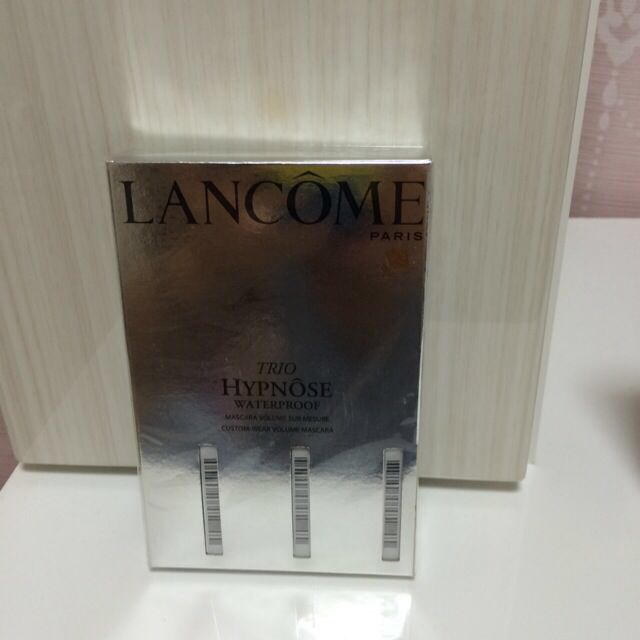 LANCÔME
PARIS
TRIO
HYPNÔSE
WATERPROOF
MASCARA VOLUME SUR-MESURE
CUSTOM-WEAR VOLUME MASCARA